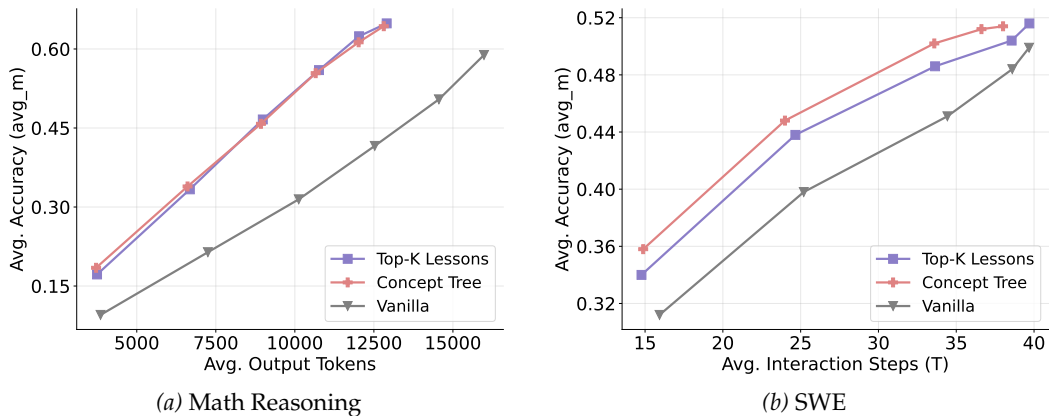 Avg. Accuracy (avg_m)
0.60
0.45
0.30
0.15
5000 7500 10000 12500 15000
Avg. Output Tokens
Top-K Lessons
Concept Tree
Vanilla
(a) Math Reasoning
Avg. Accuracy (avg_m)
0.52
0.48
0.44
0.40
0.36
0.32
15 20 25 30 35 40
Avg. Interaction Steps (T)
Top-K Lessons
Concept Tree
Vanilla
(b) SWE